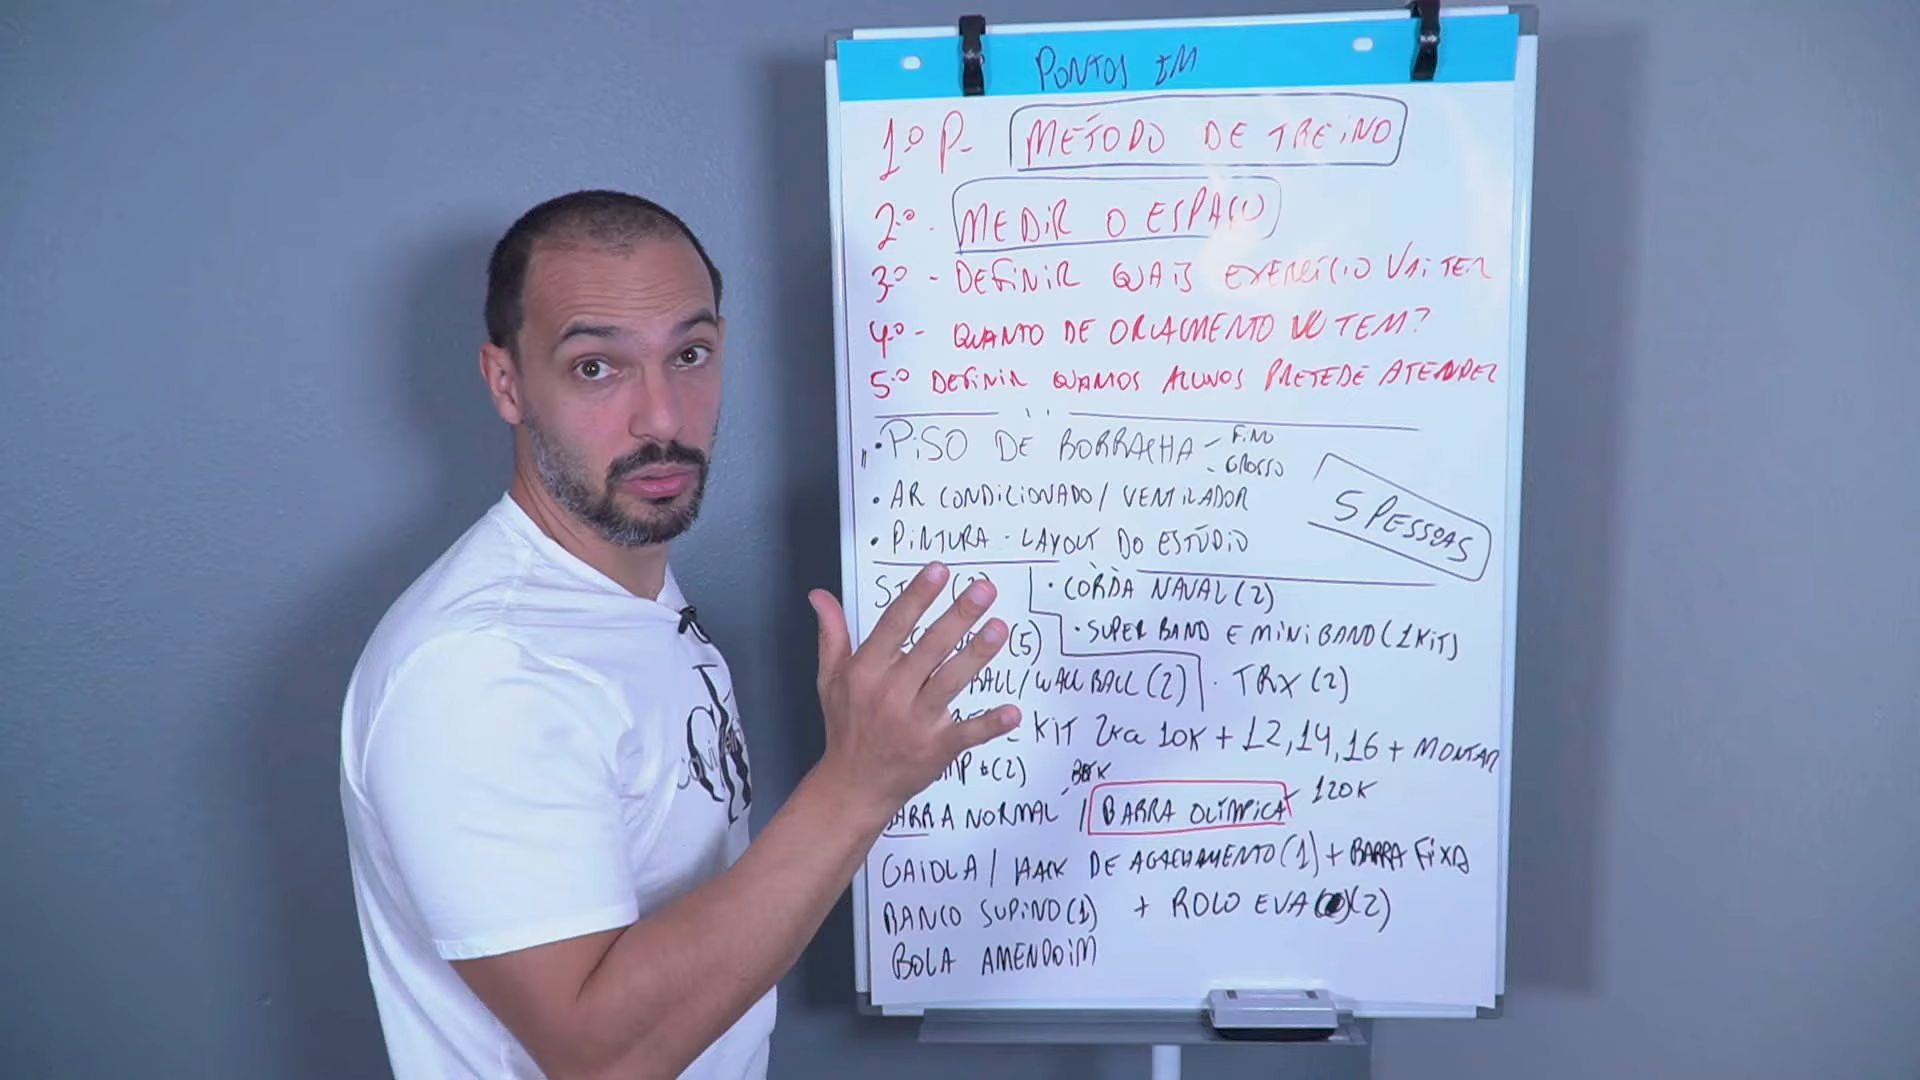 PONTOS IM
1º P- MÉTODO DE TREINO
2º - MEDIR O ESPAÇO
3º - DEFINIR QUAIS EXERCÍCIO VAI TER
4º - QUANTO DE ORÇAMENTO VC TEM?
5º DEFINIR QUANTOS ALUNOS PRETEDE ATENDER
• PISO DE BORRACHA - FINO
- GROSSO
• AR CONDICIONADO / VENTILADOR
• PINTURA - LAYOUT DO ESTÚDIO
5 PESSOAS
• CORDA NAVAL (2)
(5) • SUPER BAND E MINI BAND (1 KIT)
BALL / WALL BALL (2) • TRX (2)
- KIT 2K a 10K + 12, 14, 16 + MONTAR
(2)
BARRA NORMAL / BARRA OLÍMPICA - 120K
GAIOLA / HACK DE AGACHAMENTO (1) + BARRA FIXA
BANCO SUPINO (1) + ROLO EVA (2)
BOLA AMENDOIM